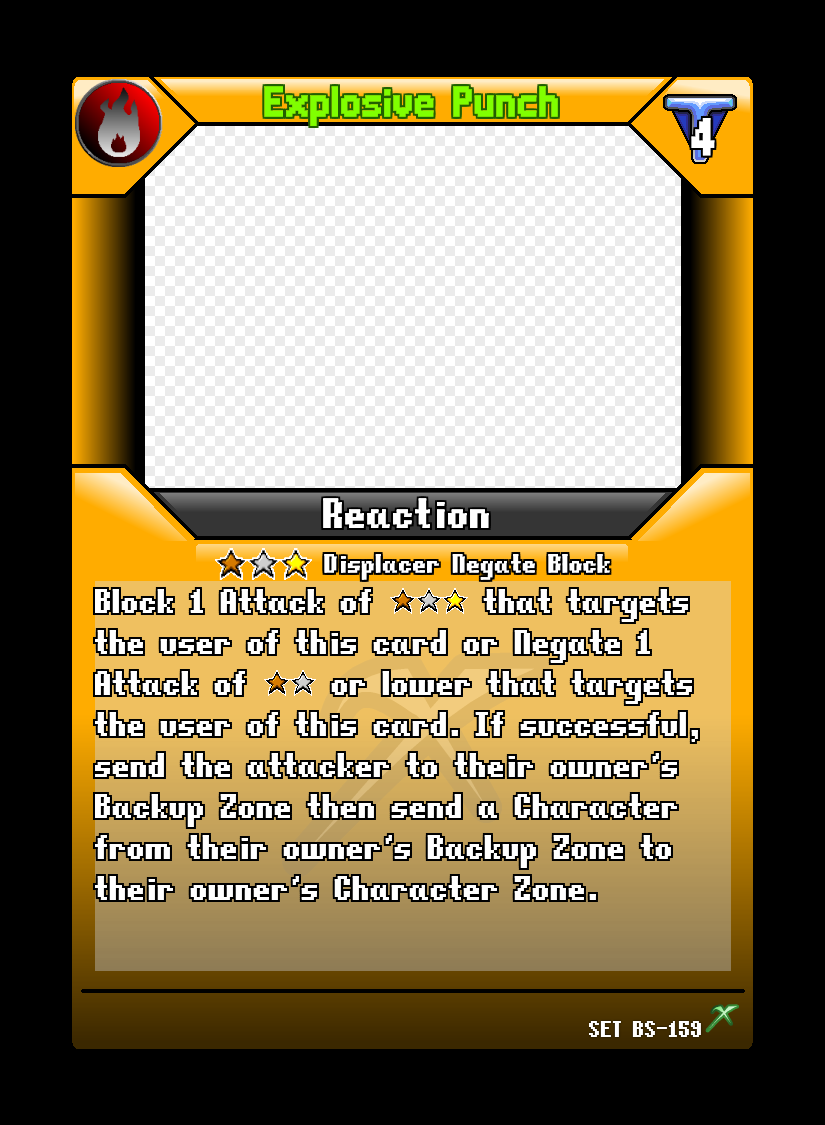 Explosive Punch
4
Reaction
★★★ Displacer Negate Block
Block 1 Attack of ★★★ that targets
the user of this card or Negate 1
Attack of ★★ or lower that targets
the user of this card. If successful,
send the attacker to their owner's
Backup Zone then send a Character
from their owner's Backup Zone to
their owner's Character Zone.
SET BS-159